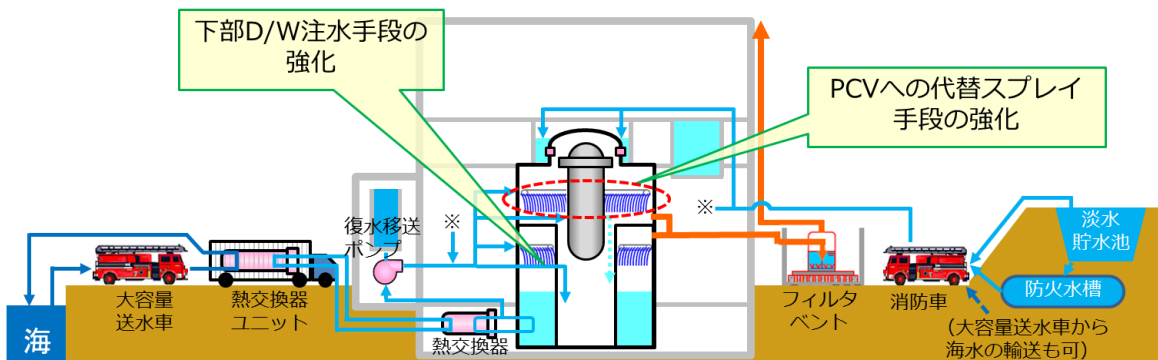 下部D/W注水手段の
強化
PCVへの代替スプレイ
手段の強化
復水移送
ポンプ
※
※
淡水
貯水池
防火水槽
海
大容量
送水車
熱交換器
ユニット
熱交換器
フィルタ
ベント
消防車
（大容量送水車から
海水の輸送も可）